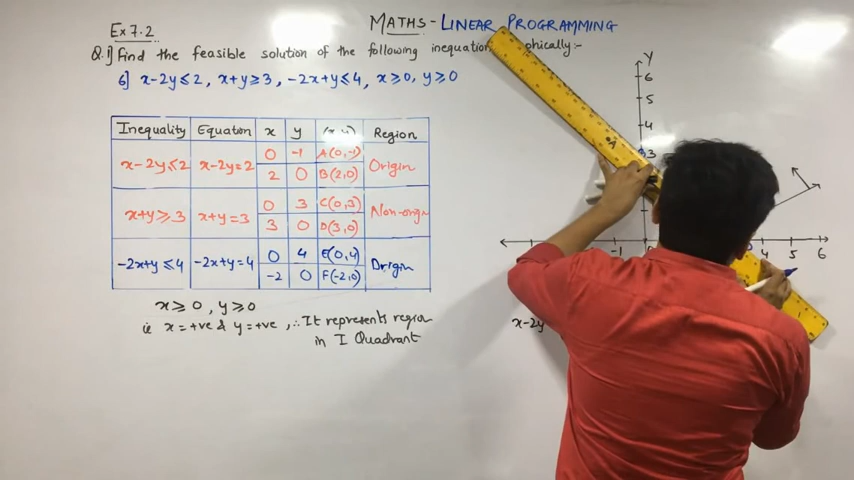 MATHS - LINEAR PROGRAMMING
Ex 7.2
Q.1] Find the feasible solution of the following
6] x-2y≤2, x+y≥3, -2x+y≤4, x≥0, y≥0
Inequality Equation x y Region
x-2y≤2 x-2y=2 0 -1 A(0,-1) Origin
2 0 B(2,0)
x+y≥3 x+y=3 0 3 C(0,3) Non-origin
3 0 D(3,0)
-2x+y≤4 -2x+y=4 0 4 E(0,4) Origin
-2 0 F(-2,0)
x≥0, y≥0
ie x=+ve & y=+ve, ∴ It represents region
in I Quadrant
Y
6
5
4
3
-1 0 4 5 6
x-2y